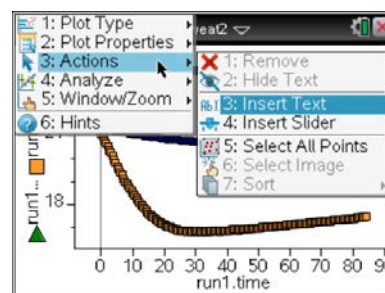 1: Plot Type
2: Plot Properties
3: Actions
4: Analyze
5: Window/Zoom
6: Hints
1: Remove
2: Hide Text
3: Insert Text
4: Insert Slider
5: Select All Points
6: Select Image
7: Sort
run1...
18
0 10 20 30 40 50 60 70 80
run1.time